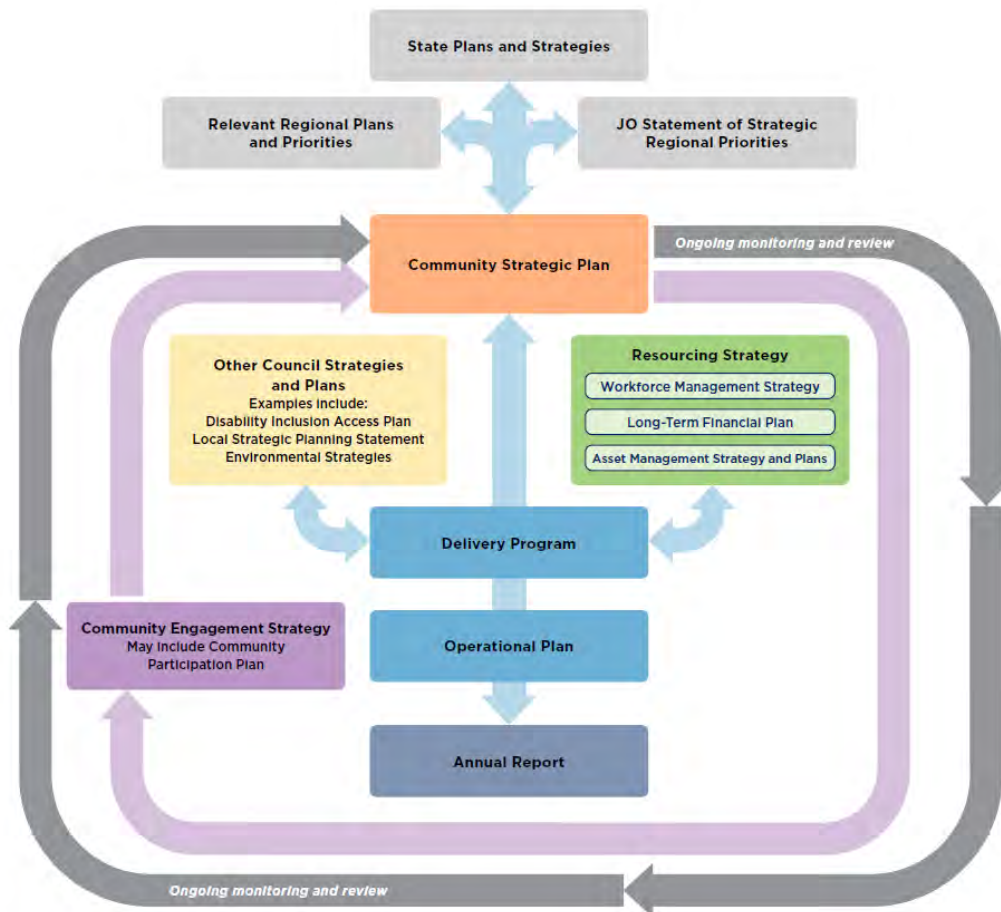 State Plans and Strategies
Relevant Regional Plans
and Priorities
JO Statement of Strategic
Regional Priorities
Community Strategic Plan
Ongoing monitoring and review
Other Council Strategies
and Plans
Examples include:
Disability Inclusion Access Plan
Local Strategic Planning Statement
Environmental Strategies
Resourcing Strategy
Workforce Management Strategy
Long-Term Financial Plan
Asset Management Strategy and Plans
Delivery Program
Community Engagement Strategy
May include Community
Participation Plan
Operational Plan
Annual Report
Ongoing monitoring and review